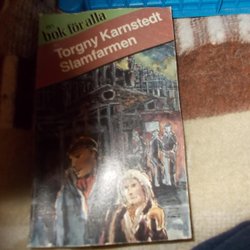 bok för alla
Torgny Karnstedt
Slamfarmen